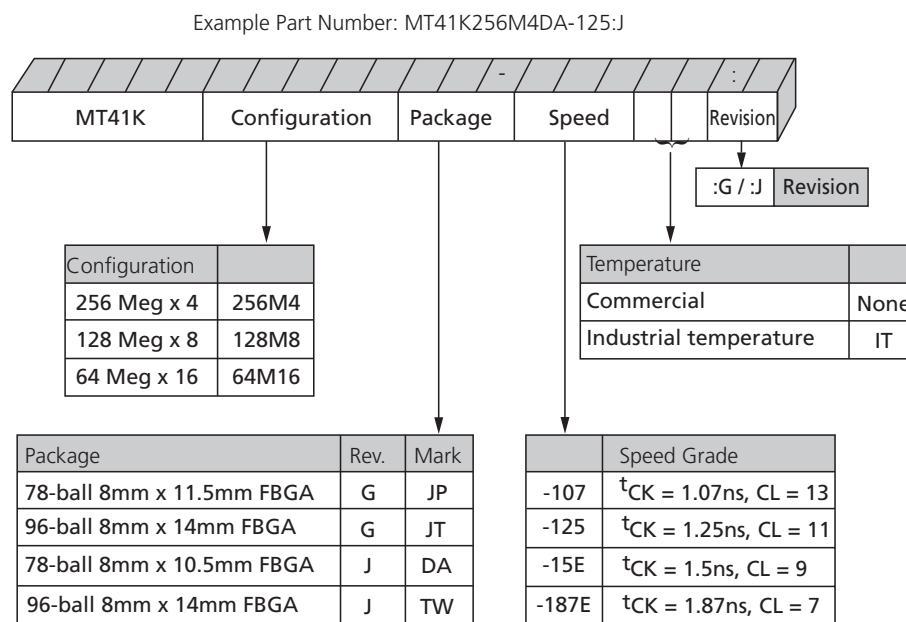 Example Part Number: MT41K256M4DA-125:J
- :
MT41K Configuration Package Speed Revision
:G / :J Revision
Configuration
256 Meg x 4 256M4
128 Meg x 8 128M8
64 Meg x 16 64M16
Temperature
Commercial None
Industrial temperature IT
Package Rev. Mark
78-ball 8mm x 11.5mm FBGA G JP
96-ball 8mm x 14mm FBGA G JT
78-ball 8mm x 10.5mm FBGA J DA
96-ball 8mm x 14mm FBGA J TW
Speed Grade
-107 tCK = 1.07ns, CL = 13
-125 tCK = 1.25ns, CL = 11
-15E tCK = 1.5ns, CL = 9
-187E tCK = 1.87ns, CL = 7